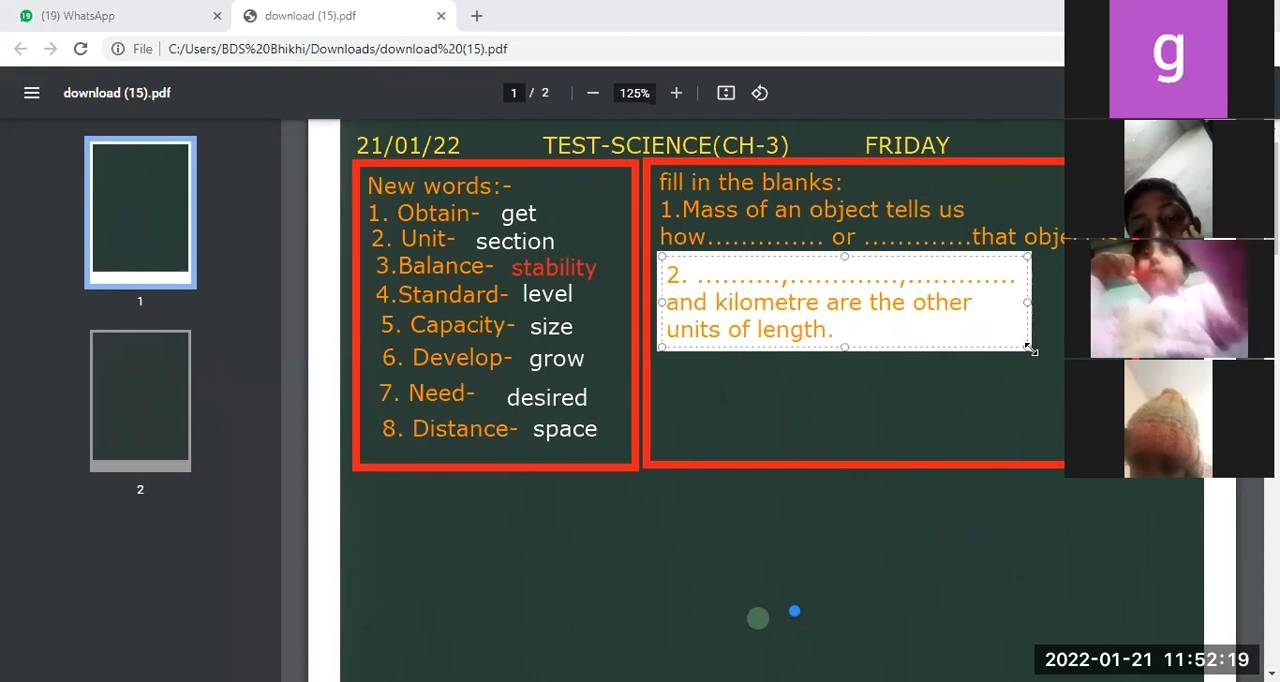 (19) WhatsApp
download (15).pdf
File
C:/Users/BDS%20Bhikhi/Downloads/download%20(15).pdf
download (15).pdf
1 / 2
125%
1
2
21/01/22 TEST-SCIENCE(CH-3) FRIDAY
New words:-
1. Obtain- get
2. Unit- section
3.Balance- stability
4.Standard- level
5. Capacity- size
6. Develop- grow
7. Need- desired
8. Distance- space
fill in the blanks:
1.Mass of an object tells us
how.............. or .............that
2. ..........,.............,.............
and kilometre are the other
units of length.
g
2022-01-21 11:52:19